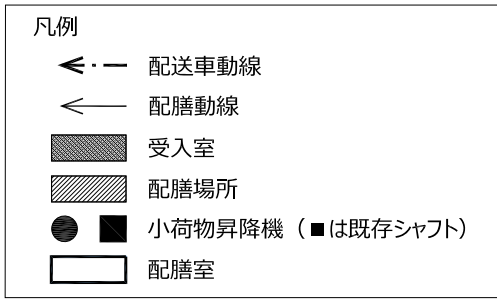 凡例
配送車動線
配膳動線
受入室
配膳場所
小荷物昇降機（■は既存シャフト）
配膳室